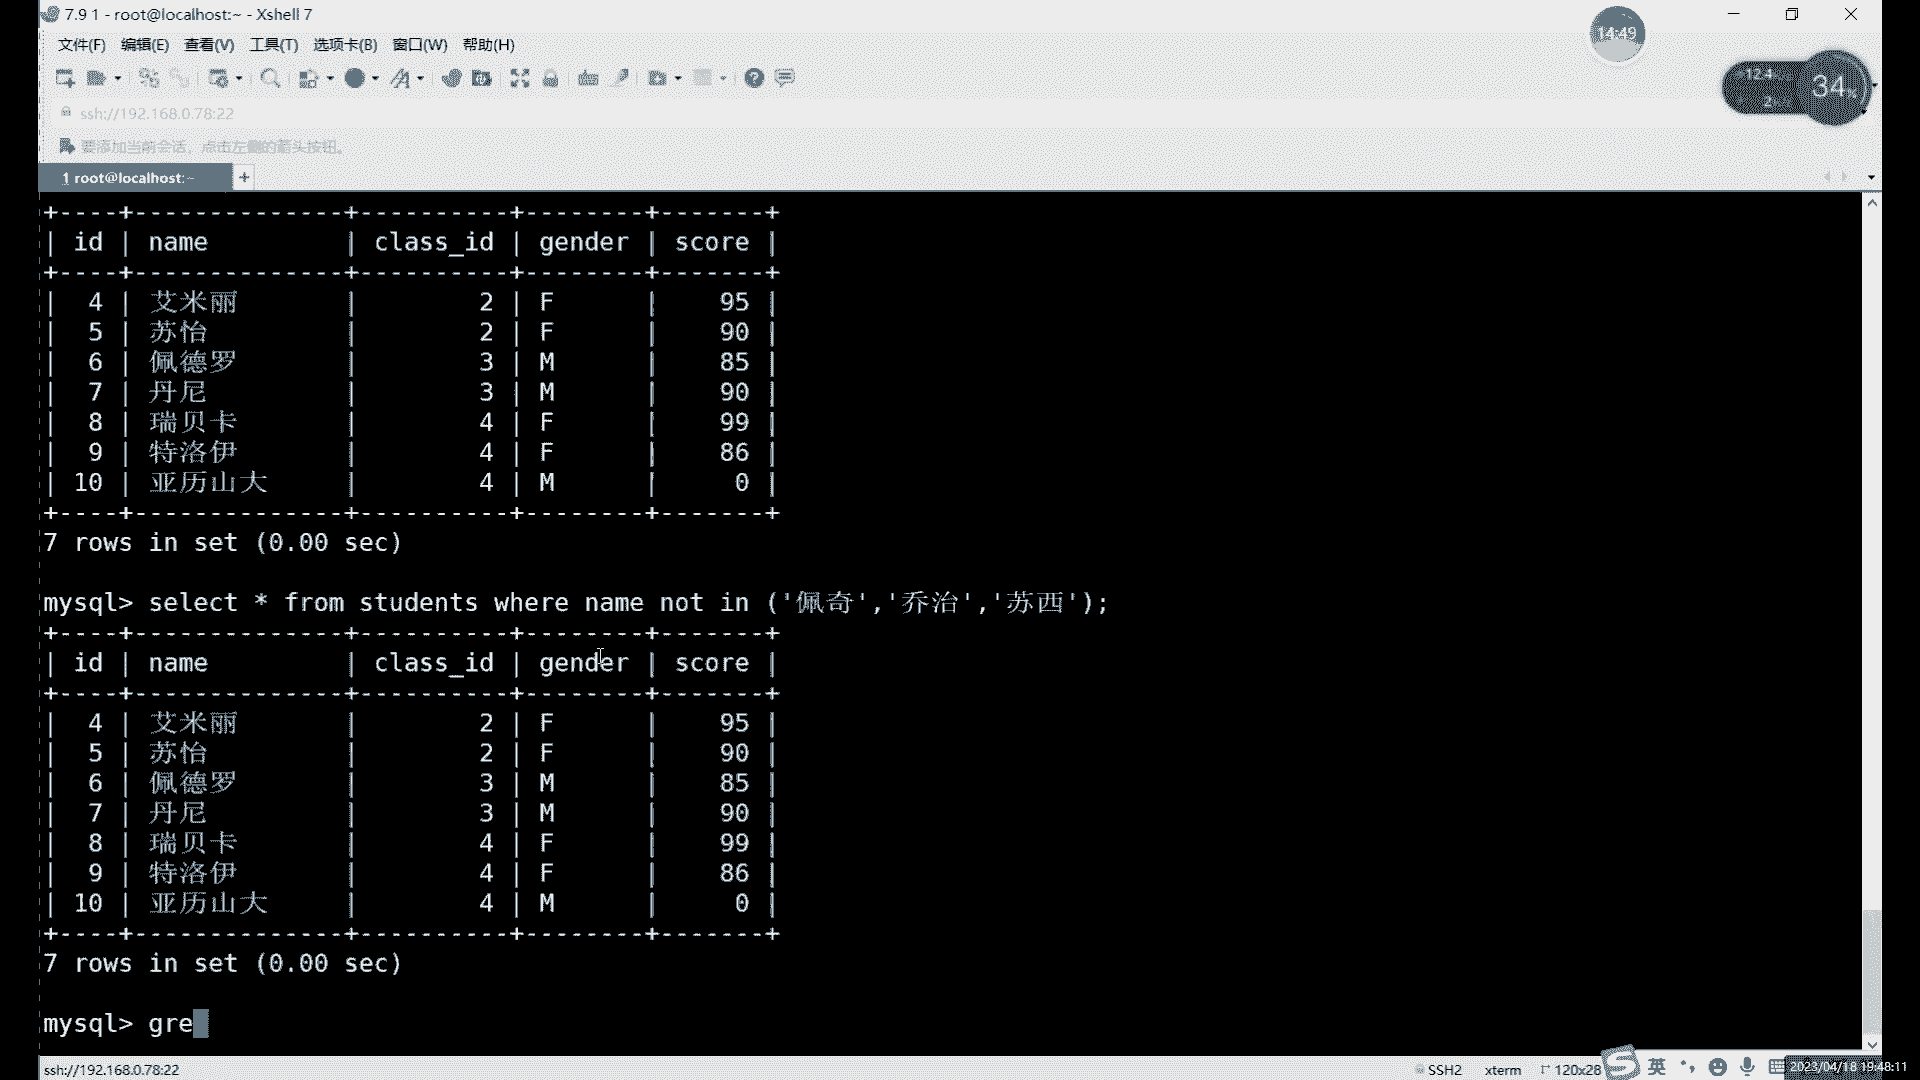 7.9 1 - root@localhost:~ - Xshell 7
14:49
文件(F) 编辑(E) 查看(V) 工具(T) 选项卡(B) 窗口(W) 帮助(H)
12.4
2
34%
ssh://192.168.0.78:22
要添加当前会话，点击左侧的箭头按钮。
1 root@localhost:~ +
+----+--------------+----------+--------+-------+
| id | name | class_id | gender | score |
+----+--------------+----------+--------+-------+
| 4 | 艾米丽 | 2 | F | 95 |
| 5 | 苏怡 | 2 | F | 90 |
| 6 | 佩德罗 | 3 | M | 85 |
| 7 | 丹尼 | 3 | M | 90 |
| 8 | 瑞贝卡 | 4 | F | 99 |
| 9 | 特洛伊 | 4 | F | 86 |
| 10 | 亚历山大 | 4 | M | 0 |
+----+--------------+----------+--------+-------+
7 rows in set (0.00 sec)
mysql> select * from students where name not in ('佩奇','乔治','苏西');
+----+--------------+----------+--------+-------+
| id | name | class_id | gender | score |
+----+--------------+----------+--------+-------+
| 4 | 艾米丽 | 2 | F | 95 |
| 5 | 苏怡 | 2 | F | 90 |
| 6 | 佩德罗 | 3 | M | 85 |
| 7 | 丹尼 | 3 | M | 90 |
| 8 | 瑞贝卡 | 4 | F | 99 |
| 9 | 特洛伊 | 4 | F | 86 |
| 10 | 亚历山大 | 4 | M | 0 |
+----+--------------+----------+--------+-------+
7 rows in set (0.00 sec)
mysql> gre
ssh://192.168.0.78:22 SSH2 xterm 120x28 英 2023/04/18 19:48:11